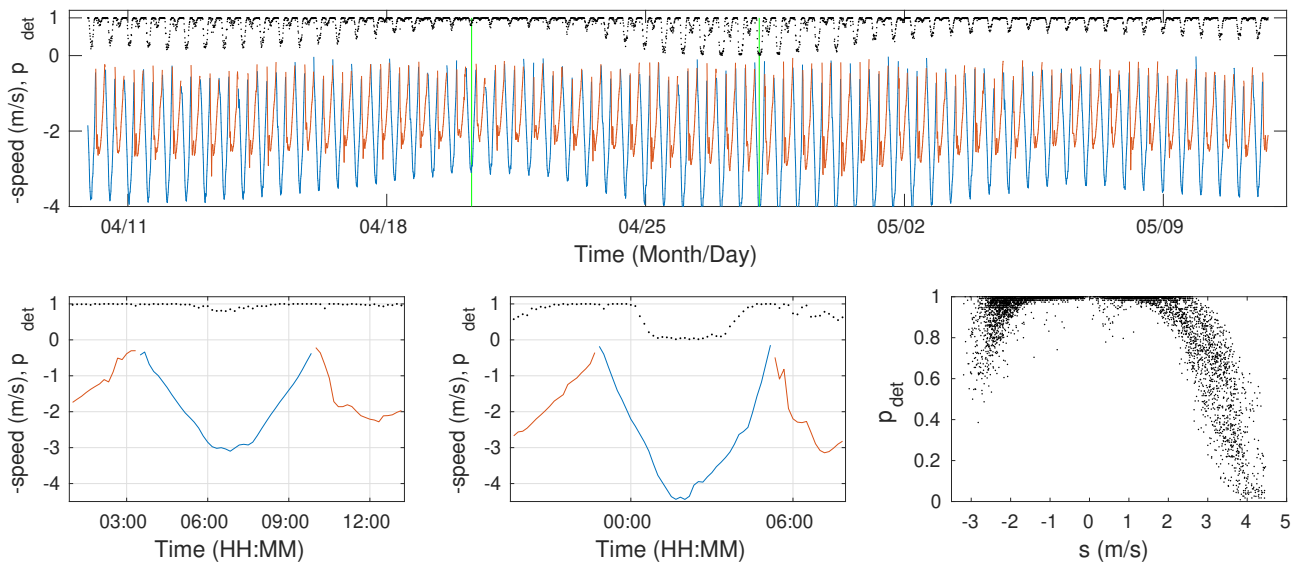 -speed (m/s), p det
1
0
-2
-4
04/11 04/18 04/25 05/02 05/09
Time (Month/Day)
-speed (m/s), p det
1
0
-1
-2
-3
-4
03:00 06:00 09:00 12:00
Time (HH:MM)
-speed (m/s), p det
1
0
-1
-2
-3
-4
00:00 06:00
Time (HH:MM)
p det
1
0.8
0.6
0.4
0.2
0
-3 -2 -1 0 1 2 3 4 5
s (m/s)